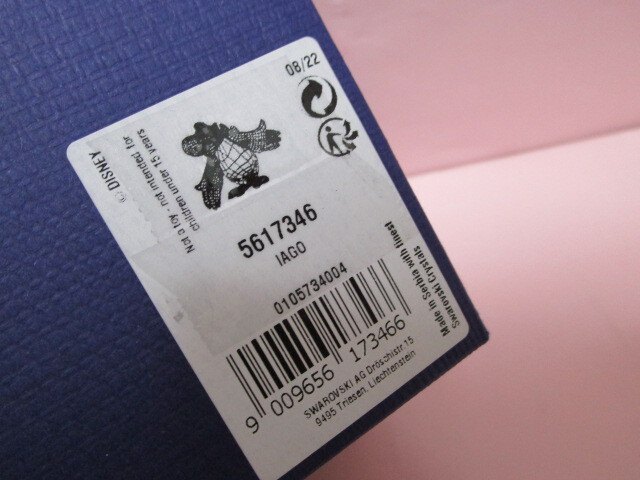 08/22
© DISNEY
Not a toy - not intended for
children under 15 years
5617346
IAGO
0105734004
Made in Serbia with finest
Swarovski Crystals
9 009656 173466
SWAROVSKI AG Dröschistr.15
9495 Triesen, Liechtenstein